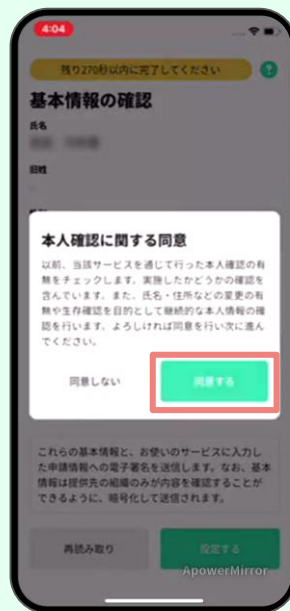 4:04
残り270秒以内に完了してください
?
基本情報の確認
氏名
旧姓
本人確認に関する同意
以前、当該サービスを通じて行った本人確認の有
無をチェックします。実施したかどうかの確認を
含んでいます。また、氏名・住所などの変更の有
無や生存確認を目的として継続的な本人情報の確
認を行います。よろしければ同意を行い次に進ん
でください。
同意しない
同意する
これらの基本情報と、お使いのサービスに入力し
た申請情報への電子署名を送信します。なお、基本
情報は提供先の組織のみが内容を確認することが
できるように、暗号化して送信されます。
再読み取り
設定する
ApowerMirror